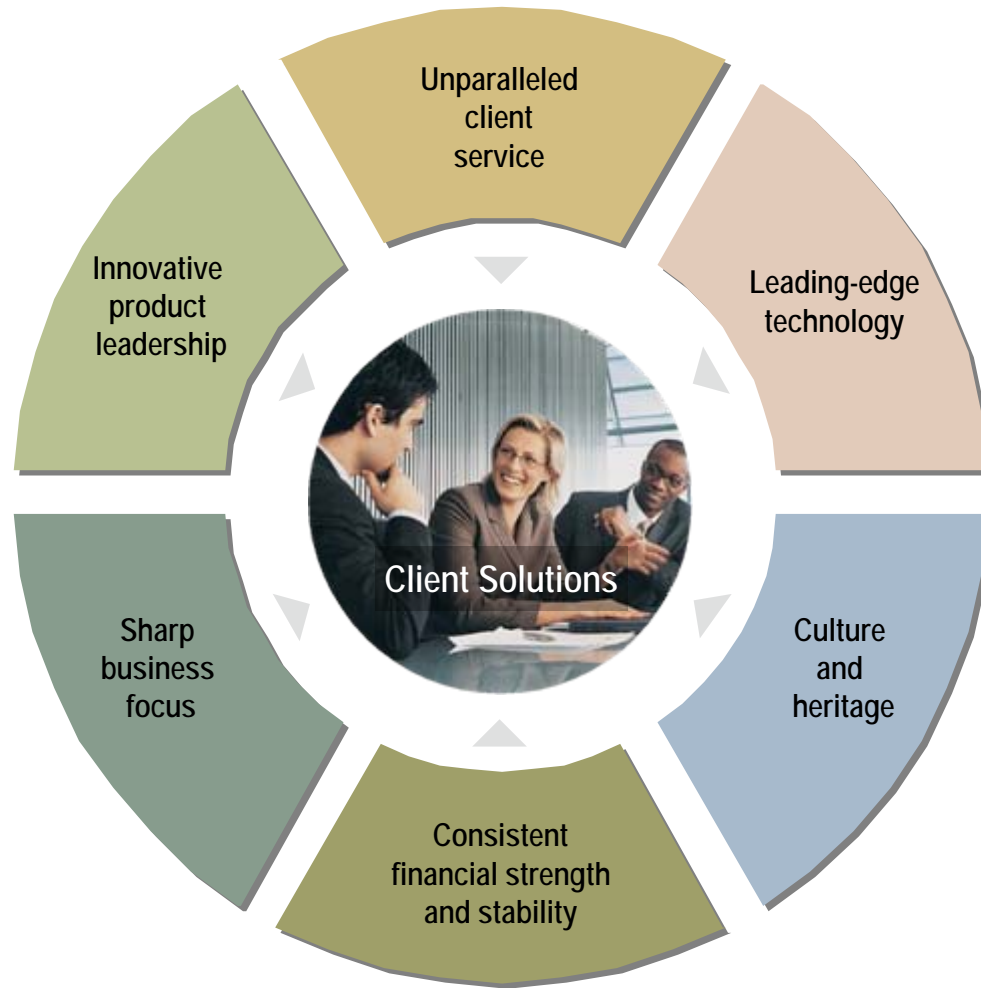 Unparalleled
client
service
Leading-edge
technology
Culture
and
heritage
Consistent
financial strength
and stability
Sharp
business
focus
Innovative
product
leadership
Client Solutions